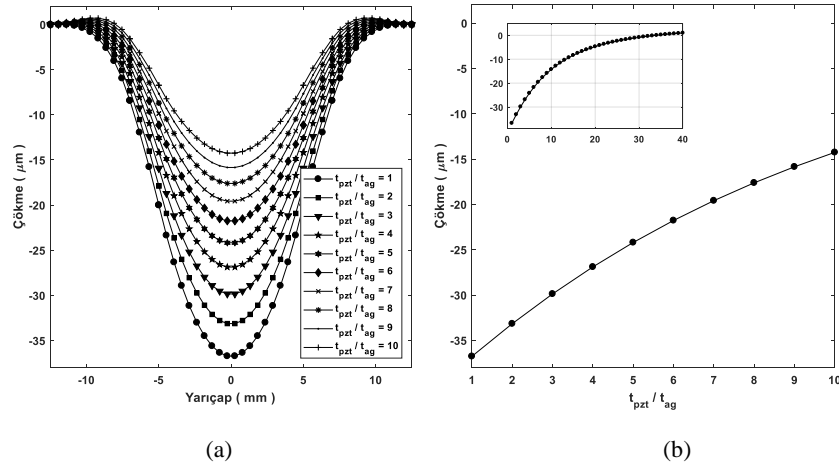 0
-5
-10
-15
-20
-25
-30
-35
Çökme ( μm )
-10 -5 0 5 10
Yarıçap ( mm )
t_pzt / t_ag = 1
t_pzt / t_ag = 2
t_pzt / t_ag = 3
t_pzt / t_ag = 4
t_pzt / t_ag = 5
t_pzt / t_ag = 6
t_pzt / t_ag = 7
t_pzt / t_ag = 8
t_pzt / t_ag = 9
t_pzt / t_ag = 10
(a)
0
-5
-10
-15
-20
-25
-30
-35
Çökme ( μm )
0
-10
-20
-30
0 10 20 30 40
1 2 3 4 5 6 7 8 9 10
t_pzt / t_ag
(b)